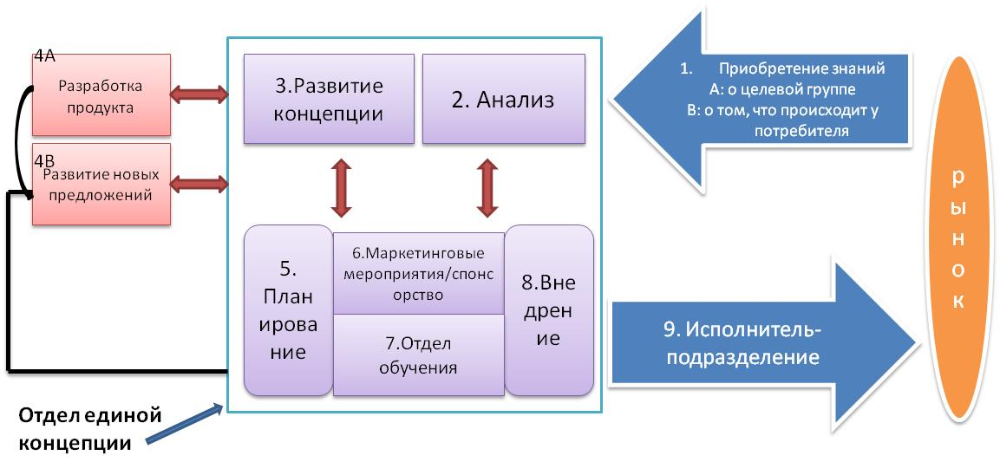 4А
Разработка
продукта
4В
Развитие новых
предложений
3.Развитие
концепции
2. Анализ
1. Приобретение знаний
А: о целевой группе
В: о том, что происходит у
потребителя
5.
План
ирова
ние
6.Маркетинговые
мероприятия/спонс
орство
7.Отдел
обучения
8.Вне
дрен
ие
9. Исполнитель-
подразделение
р
ы
н
о
к
Отдел единой
концепции